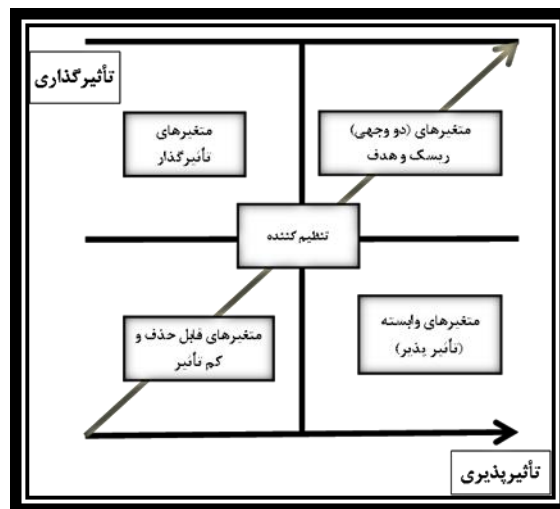 تأثیرگذاری
متغیرهای (دو وجهی)
ریسک و هدف
متغیرهای
تأثیرگذار
تنظیم کننده
متغیرهای وابسته
(تأثیر پذیر)
متغیرهای قابل حذف و
کم تأثیر
تأثیرپذیری